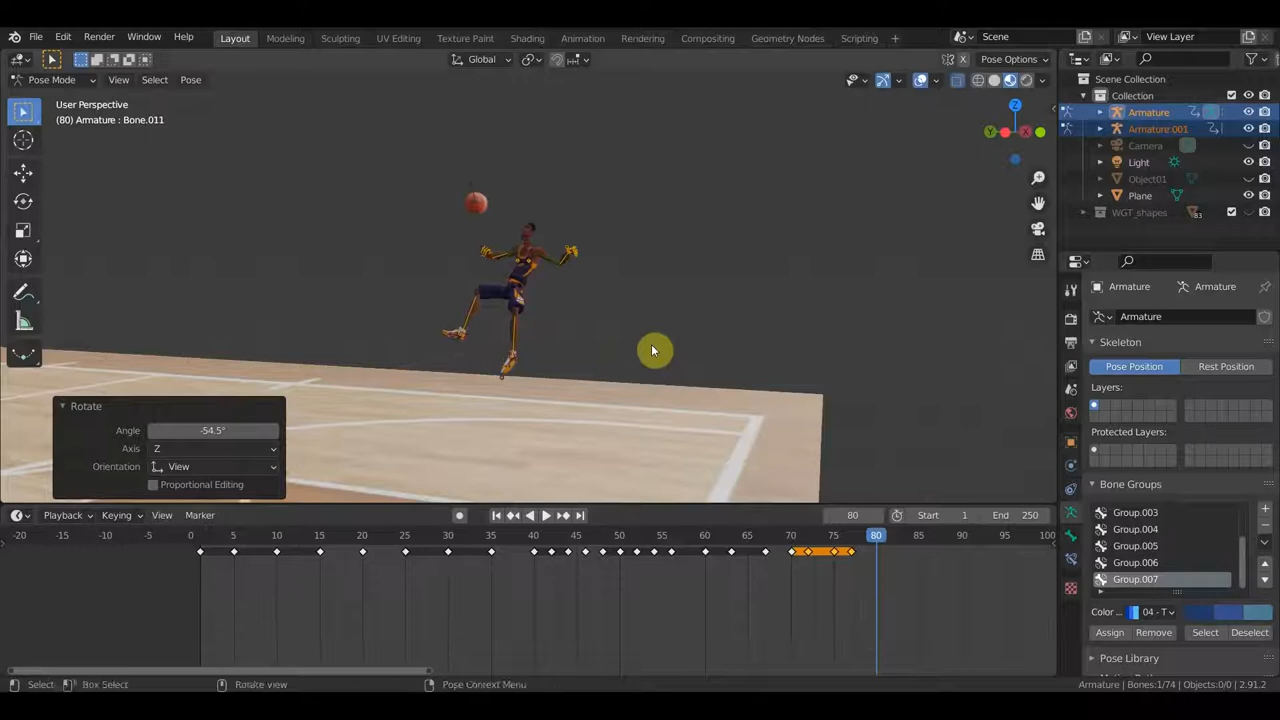 File Edit Render Window Help Layout Modeling Sculpting UV Editing Texture Paint Shading Animation Rendering Compositing Geometry Nodes Scripting + Scene View Layer
Global Pose Options
Pose Mode View Select Pose
User Perspective
(80) Armature : Bone.011
Z
Y
X
Scene Collection
Collection
Armature
Armature.001
Camera
Light
Object01
Plane
WGT_shapes
83
Armature Armature
Armature
Skeleton
Pose Position Rest Position
Layers:
Protected Layers:
Bone Groups
Group.003
Group.004
Group.005
Group.006
Group.007
Color ... 04 - T
Assign Remove Select Deselect
Pose Library
Rotate
Angle -54.5°
Axis Z
Orientation View
Proportional Editing
Playback Keying View Marker 80 Start 1 End 250
-20 -15 -10 -5 0 5 10 15 20 25 30 35 40 45 50 55 60 65 70 75 80 85 90 95 100
Select Box Select Rotate view Pose Context Menu Armature | Bones:1/74 | Objects:0/0 | 2.91.2